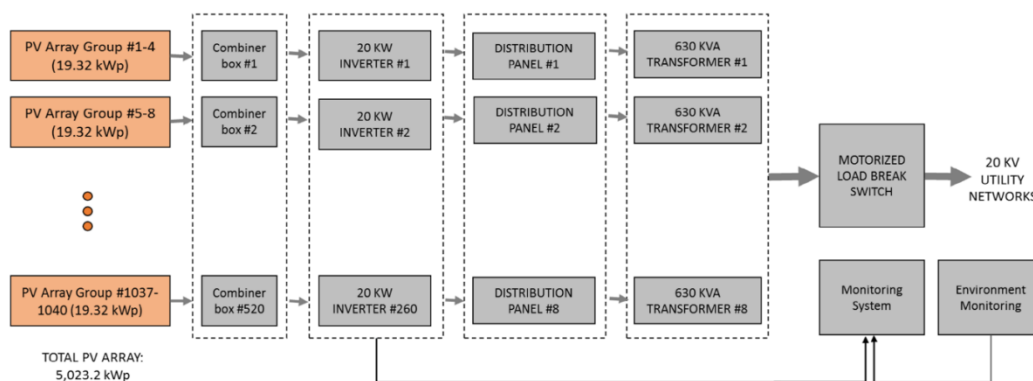 PV Array Group #1-4
(19.32 kWp)
Combiner
box #1
20 KW
INVERTER #1
DISTRIBUTION
PANEL #1
630 KVA
TRANSFORMER #1
PV Array Group #5-8
(19.32 kWp)
Combiner
box #2
20 KW
INVERTER #2
DISTRIBUTION
PANEL #2
630 KVA
TRANSFORMER #2
MOTORIZED
LOAD BREAK
SWITCH
20 KV
UTILITY
NETWORKS
PV Array Group #1037-
1040 (19.32 kWp)
Combiner
box #520
20 KW
INVERTER #260
DISTRIBUTION
PANEL #8
630 KVA
TRANSFORMER #8
Monitoring
System
Environment
Monitoring
TOTAL PV ARRAY:
5,023.2 kWp